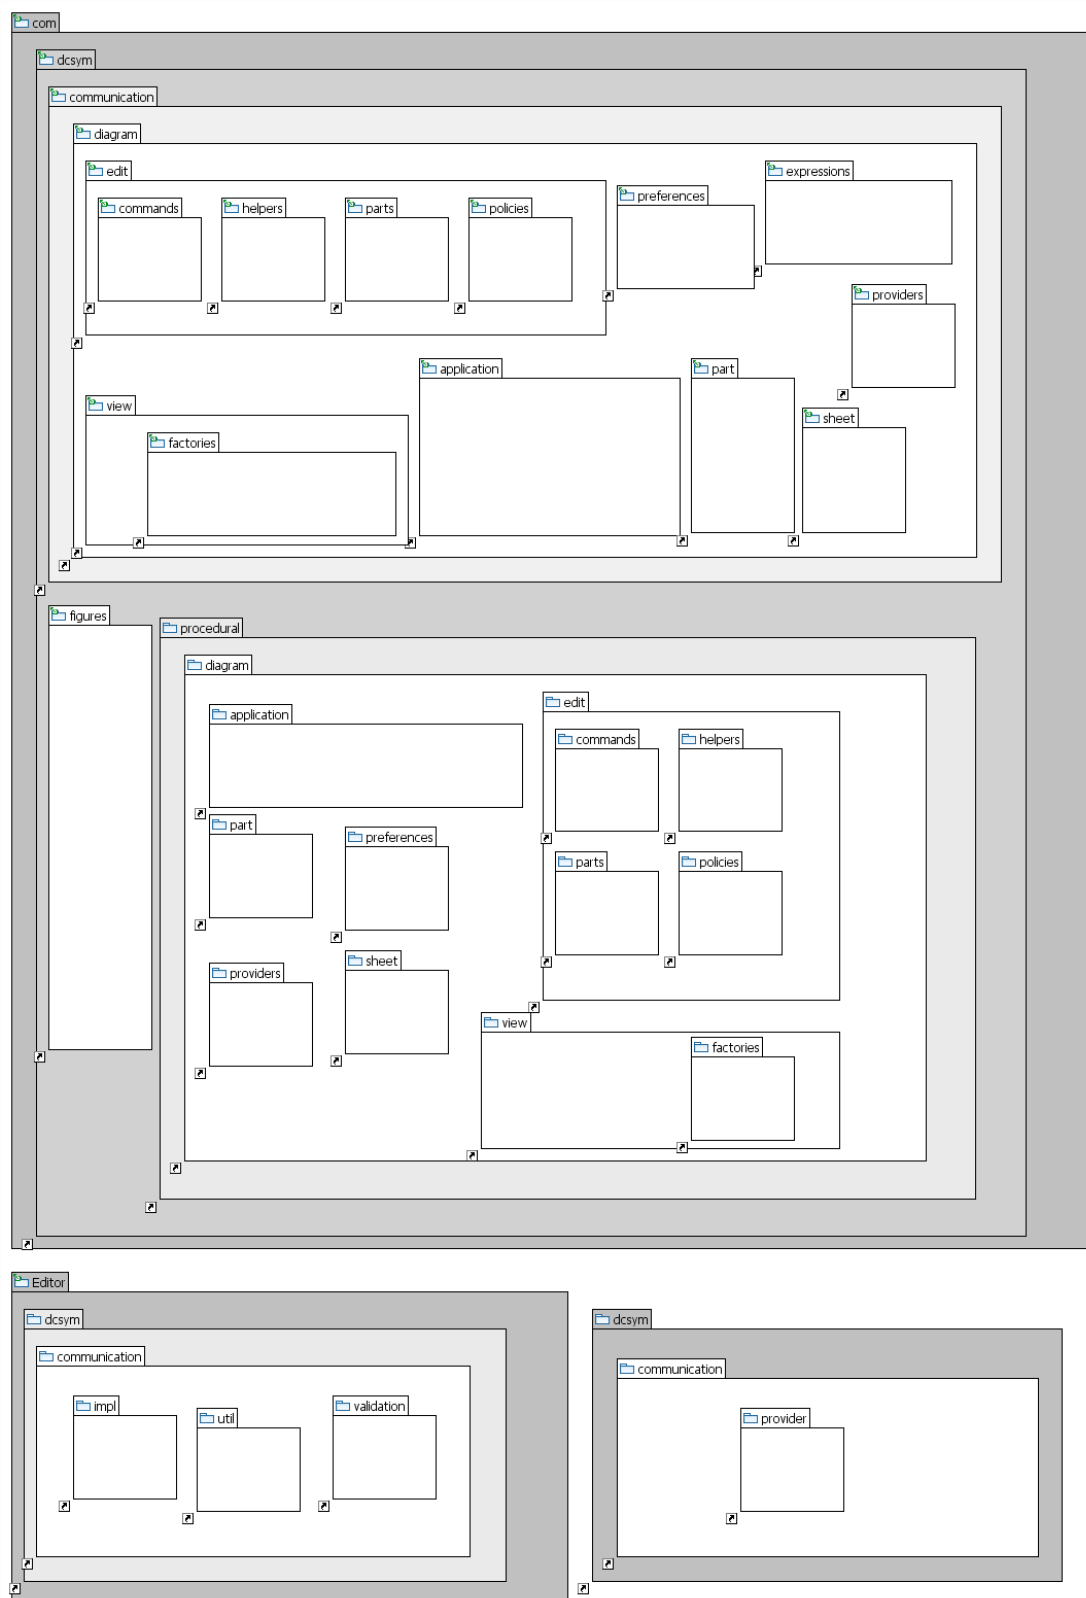 com
dcsym
communication
diagram
edit
expressions
preferences
commands
helpers
parts
policies
providers
application
part
view
sheet
factories
figures
procedural
diagram
edit
application
commands
helpers
part
preferences
parts
policies
sheet
providers
view
factories
Editor
dcsym
dcsym
communication
communication
impl
validation
util
provider